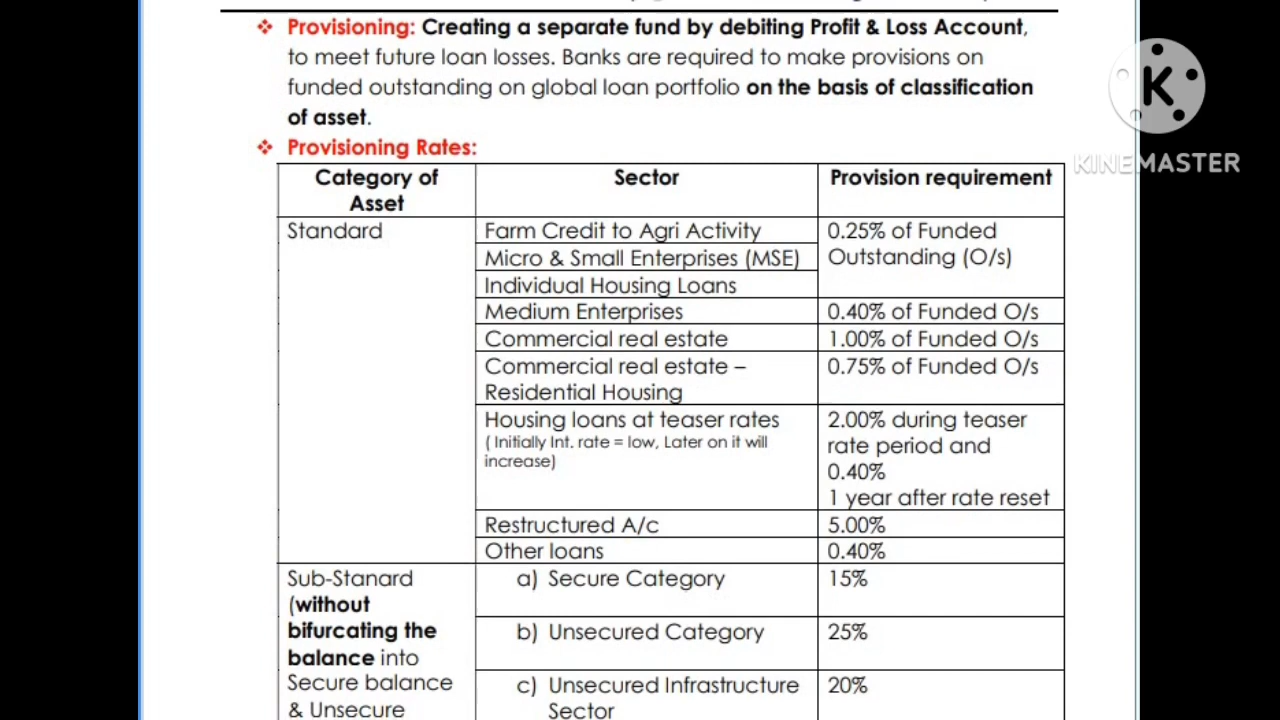 ❖ Provisioning: Creating a separate fund by debiting Profit & Loss Account,
to meet future loan losses. Banks are required to make provisions on
funded outstanding on global loan portfolio on the basis of classification
of asset.
❖ Provisioning Rates:
Category of Asset Sector Provision requirement
Standard Farm Credit to Agri Activity 0.25% of Funded
Micro & Small Enterprises (MSE) Outstanding (O/s)
Individual Housing Loans
Medium Enterprises 0.40% of Funded O/s
Commercial real estate 1.00% of Funded O/s
Commercial real estate – 0.75% of Funded O/s
Residential Housing
Housing loans at teaser rates 2.00% during teaser
( Initially Int. rate = low, Later on it will rate period and
increase) 0.40%
1 year after rate reset
Restructured A/c 5.00%
Other loans 0.40%
Sub-Stanard a) Secure Category 15%
(without
bifurcating the b) Unsecured Category 25%
balance into
Secure balance c) Unsecured Infrastructure 20%
& Unsecure Sector
K
KINEMASTER